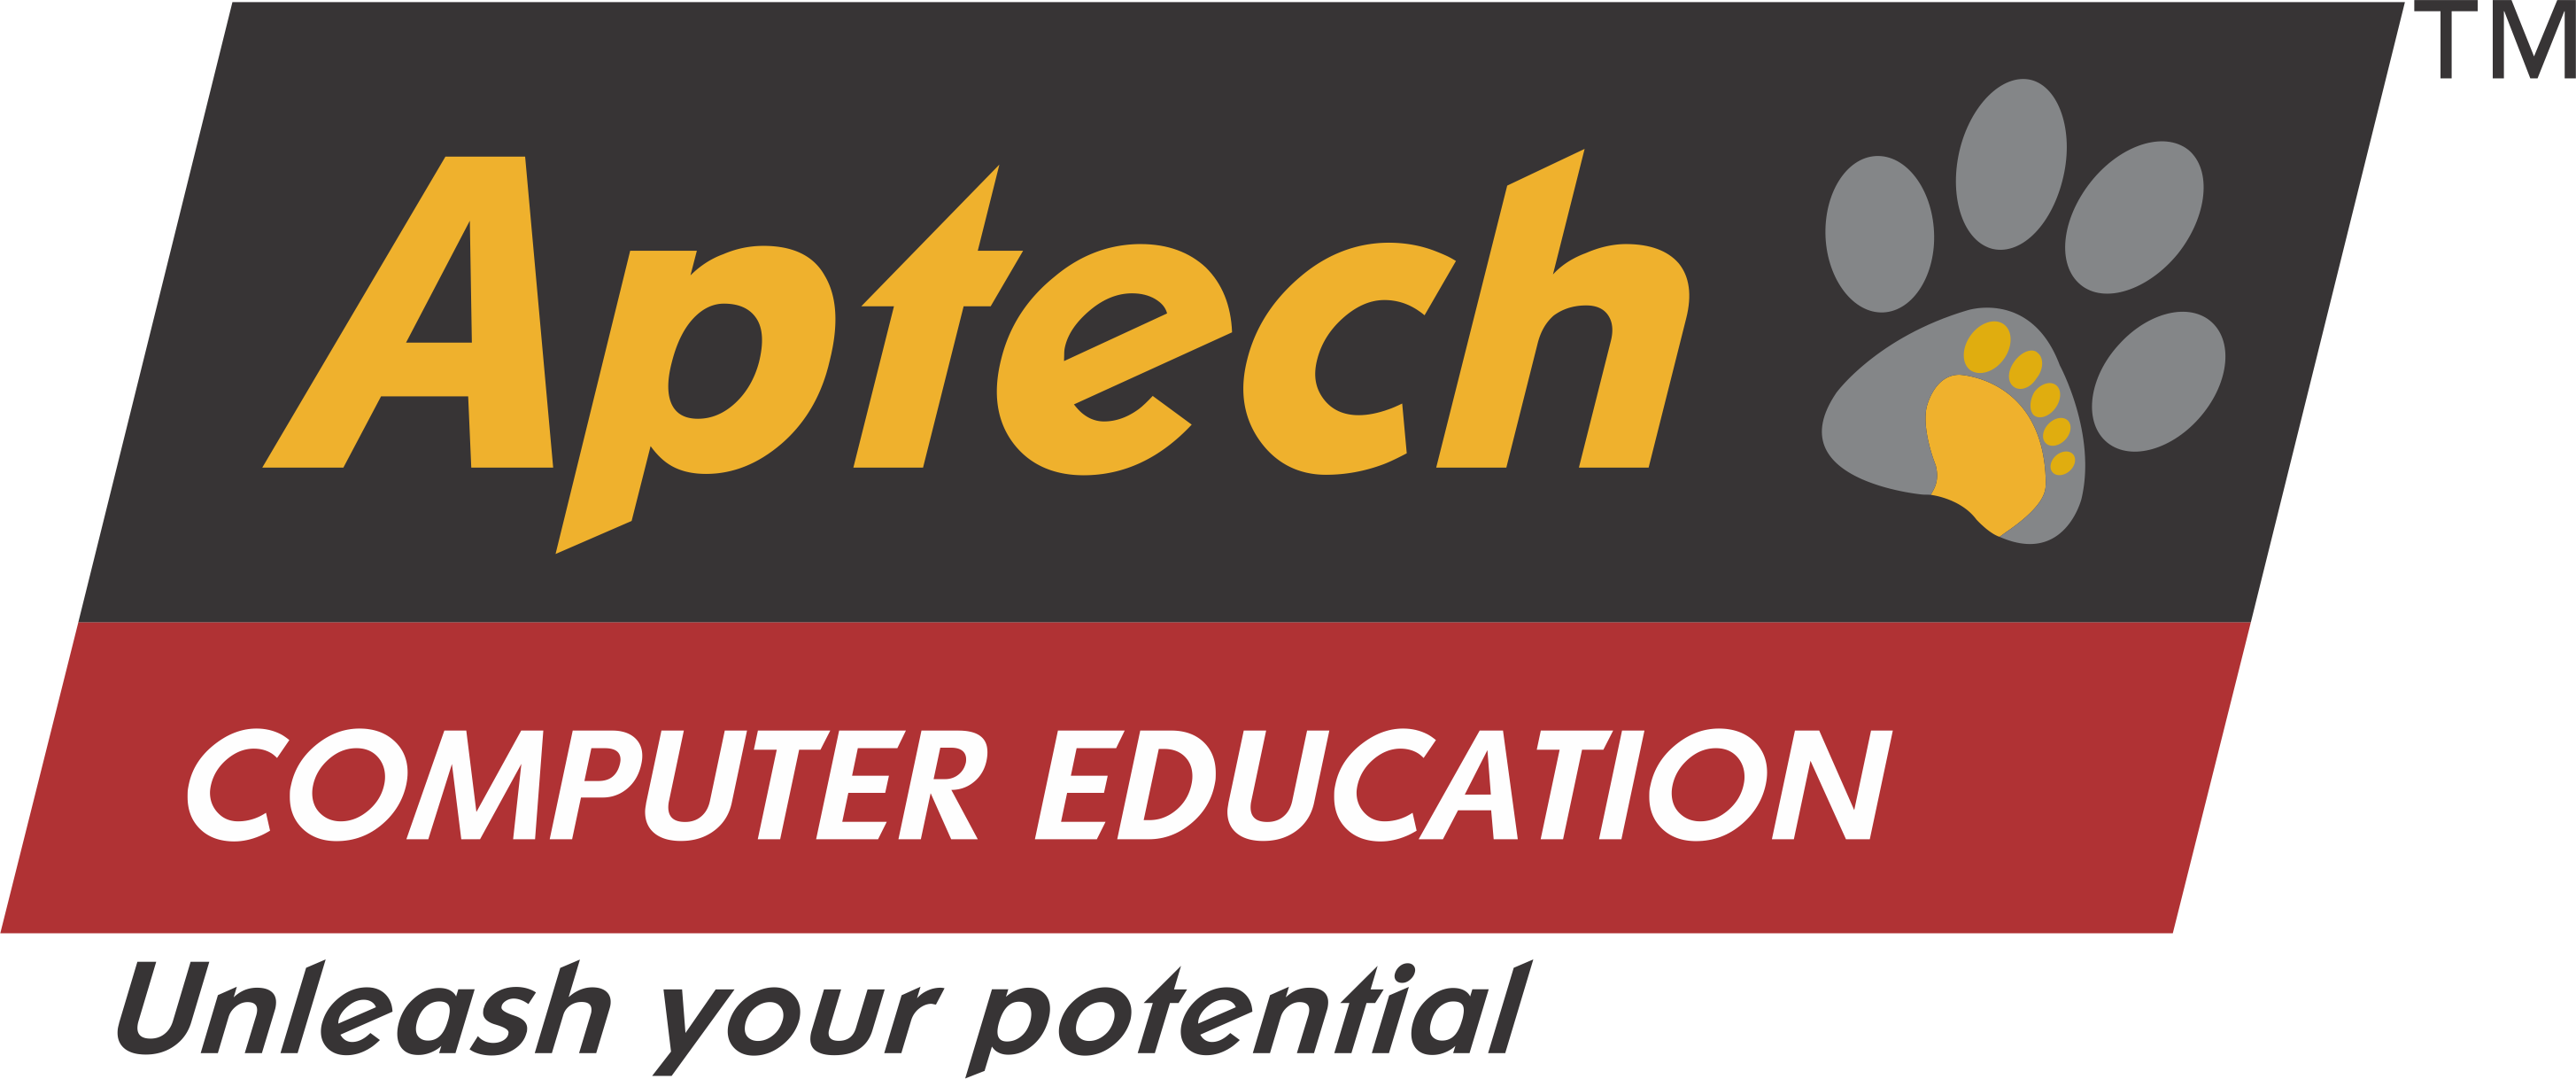 Aptech TM
COMPUTER EDUCATION
Unleash your potential